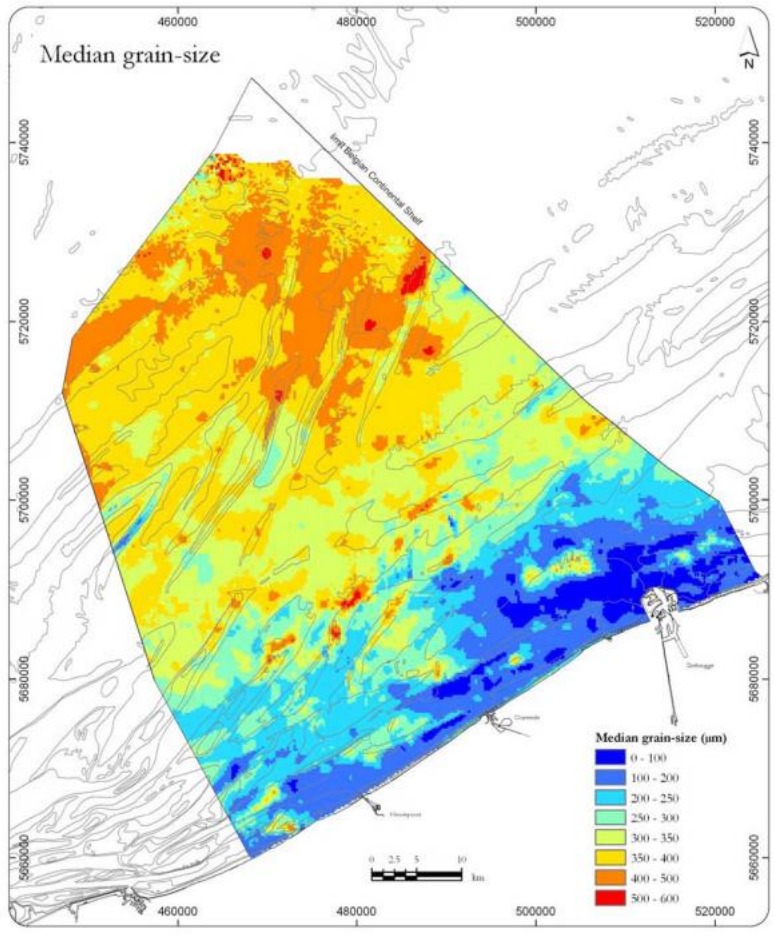 460000 480000 500000 520000
Median grain-size
N
5740000 5740000
limit Belgian Continental Shelf
5720000 5720000
5700000 5700000
5680000 5680000
Zeebrugge
Oostende
Median grain-size (µm)
0 - 100
100 - 200
Nieuwpoort
200 - 250
250 - 300
300 - 350
5660000 5660000
350 - 400
0 2.5 5 10
km
400 - 500
500 - 600
460000 480000 500000 520000